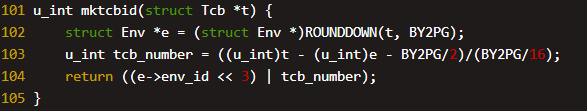 101 u_int mktcbid(struct Tcb *t) {
102     struct Env *e = (struct Env *)ROUNDDOWN(t, BY2PG);
103     u_int tcb_number = ((u_int)t - (u_int)e - BY2PG/2)/(BY2PG/16);
104     return ((e->env_id << 3) | tcb_number);
105 }